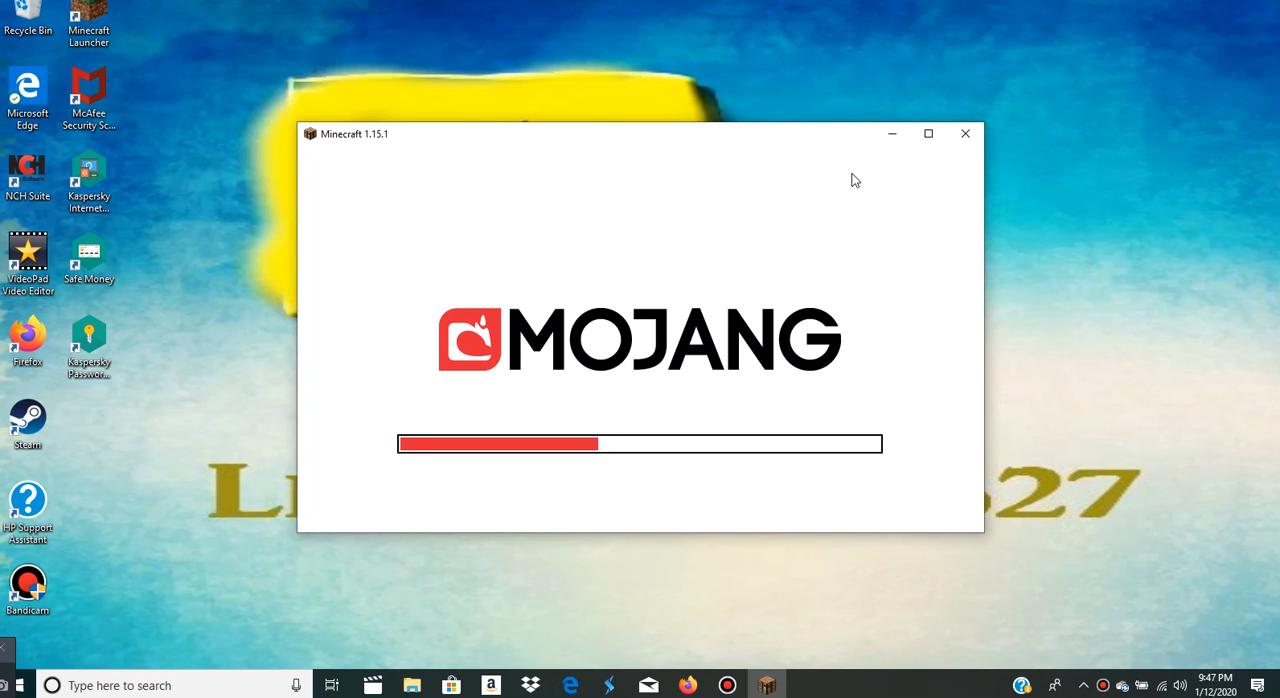 Recycle Bin
Minecraft
Launcher
Microsoft
Edge
McAfee
Security Sc...
NCH
NCH Suite
Kaspersky
Internet...
VideoPad
Video Editor
Safe Money
Firefox
Kaspersky
Passwor...
Steam
HP Support
Assistant
Bandicam
Minecraft 1.15.1
MOJANG
27
Type here to search
9:47 PM
1/12/2020